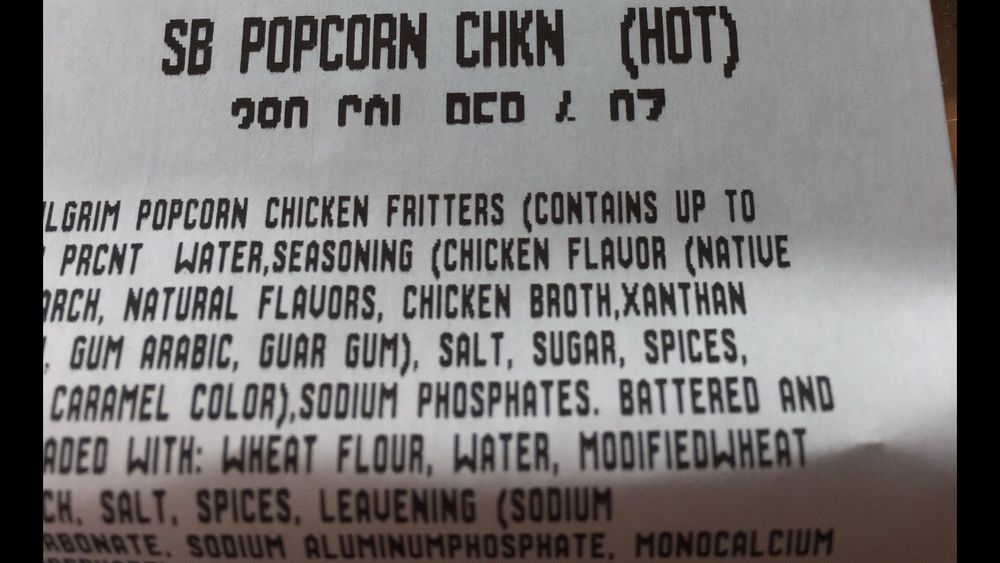 SB POPCORN CHKN (HOT)
LGRIM POPCORN CHICKEN FRITTERS (CONTAINS UP TO
PRCNT WATER,SEASONING (CHICKEN FLAVOR (NATIVE
ARCH, NATURAL FLAVORS, CHICKEN BROTH,XANTHAN
, GUM ARABIC, GUAR GUM), SALT, SUGAR, SPICES,
CARAMEL COLOR),SODIUM PHOSPHATES. BATTERED AND
ADED WITH: WHEAT FLOUR, WATER, MODIFIEDWHEAT
CH, SALT, SPICES, LEAVENING (SODIUM
RBONATE, SODIUM ALUMINUMPHOSPHATE, MONOCALCIUM